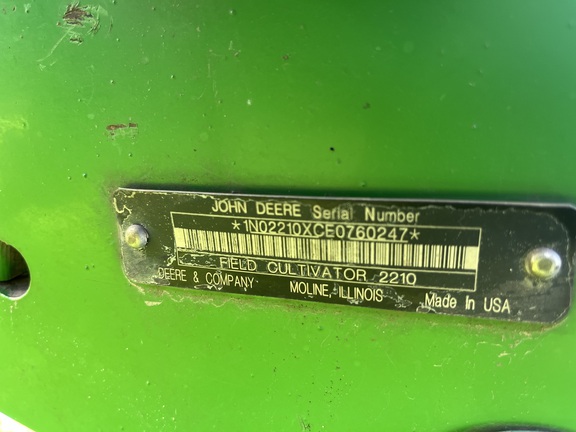 JOHN DEERE Serial Number
*1N02210XCE0760247*
FIELD CULTIVATOR 2210
DEERE & COMPANY MOLINE, ILLINOIS Made In USA